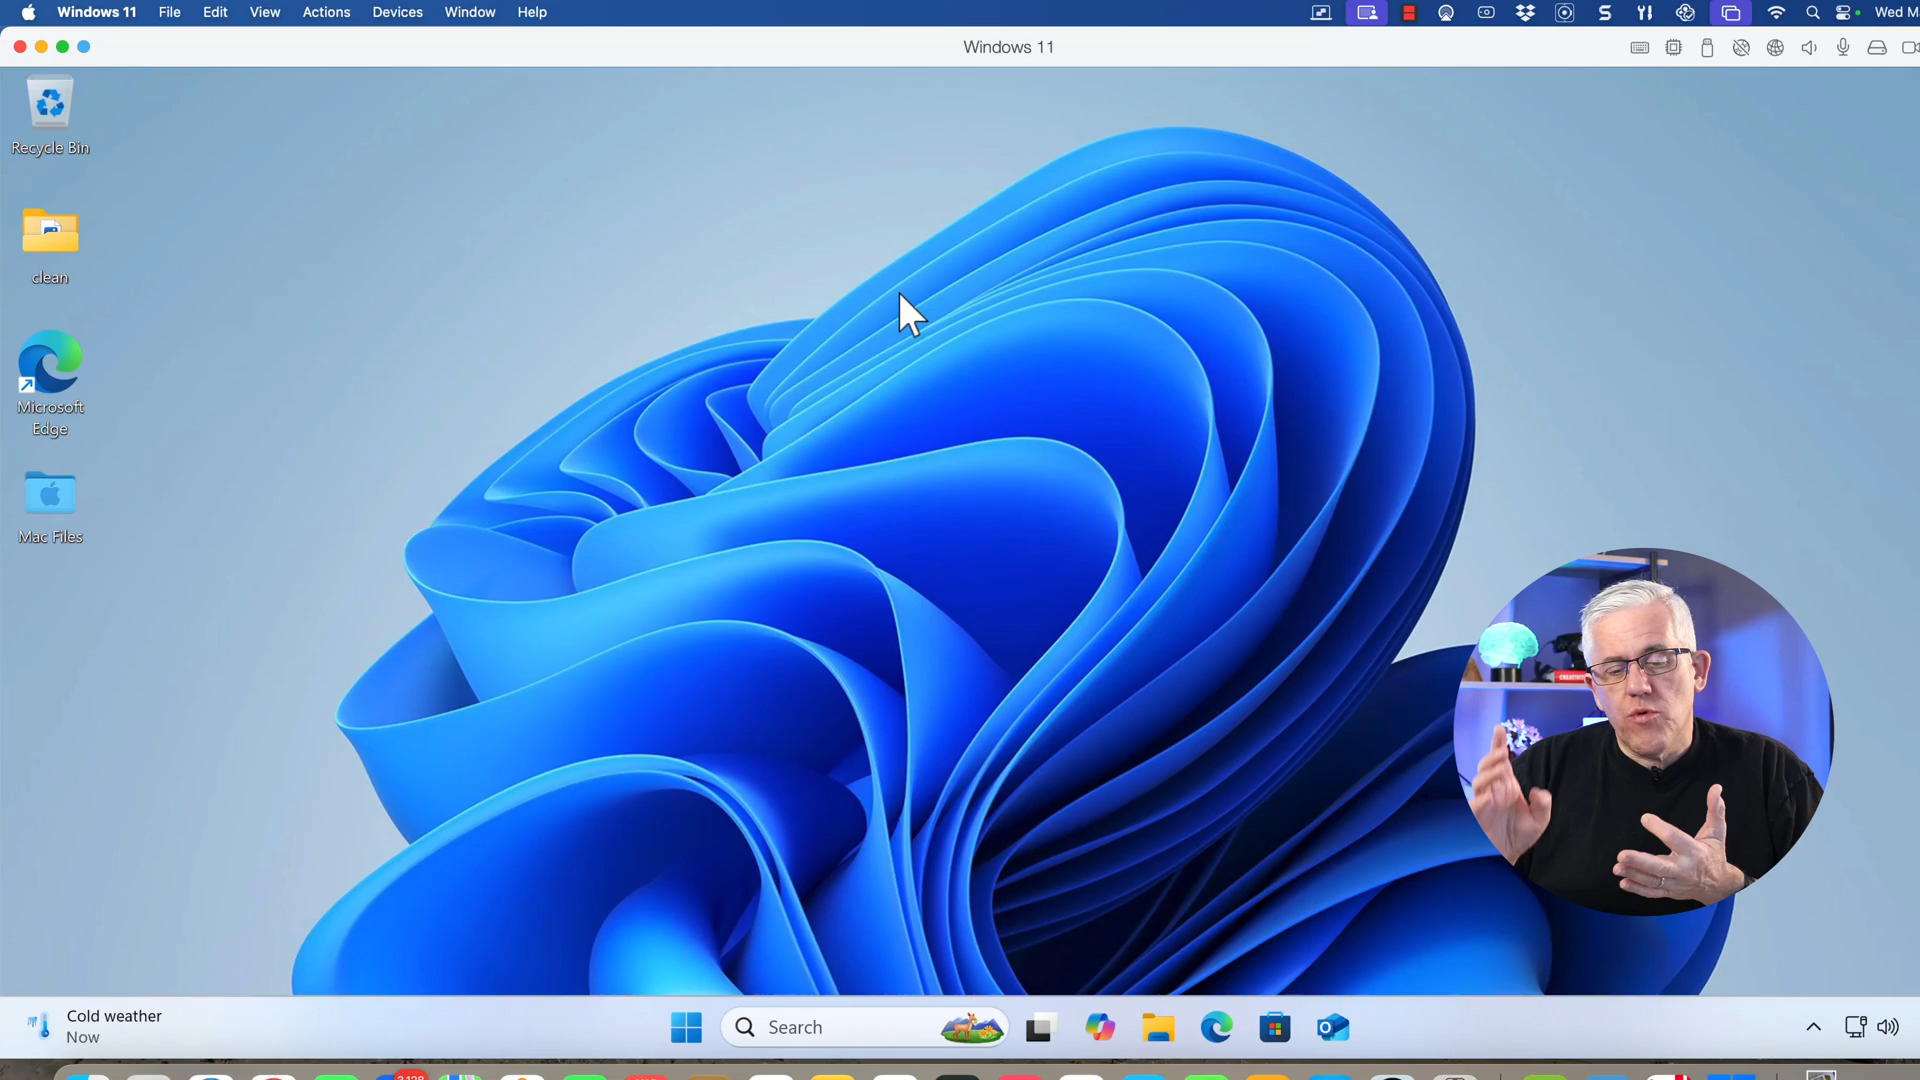 Windows 11 File Edit View Actions Devices Window Help
Wed M
Windows 11
Recycle Bin
clean
Microsoft
Edge
Mac Files
Cold weather
Now
Search